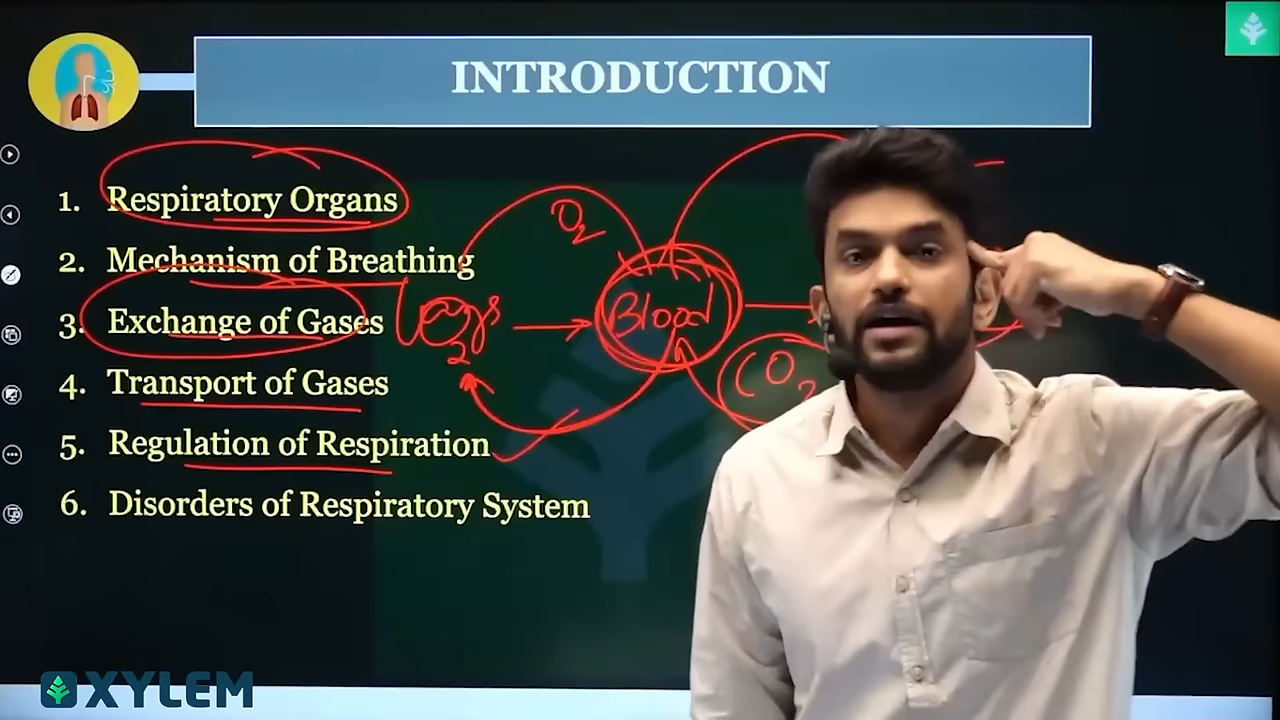 INTRODUCTION
1. Respiratory Organs
2. Mechanism of Breathing
3. Exchange of Gases
4. Transport of Gases
5. Regulation of Respiration
6. Disorders of Respiratory System
O2
Blood
CO2
XYLEM